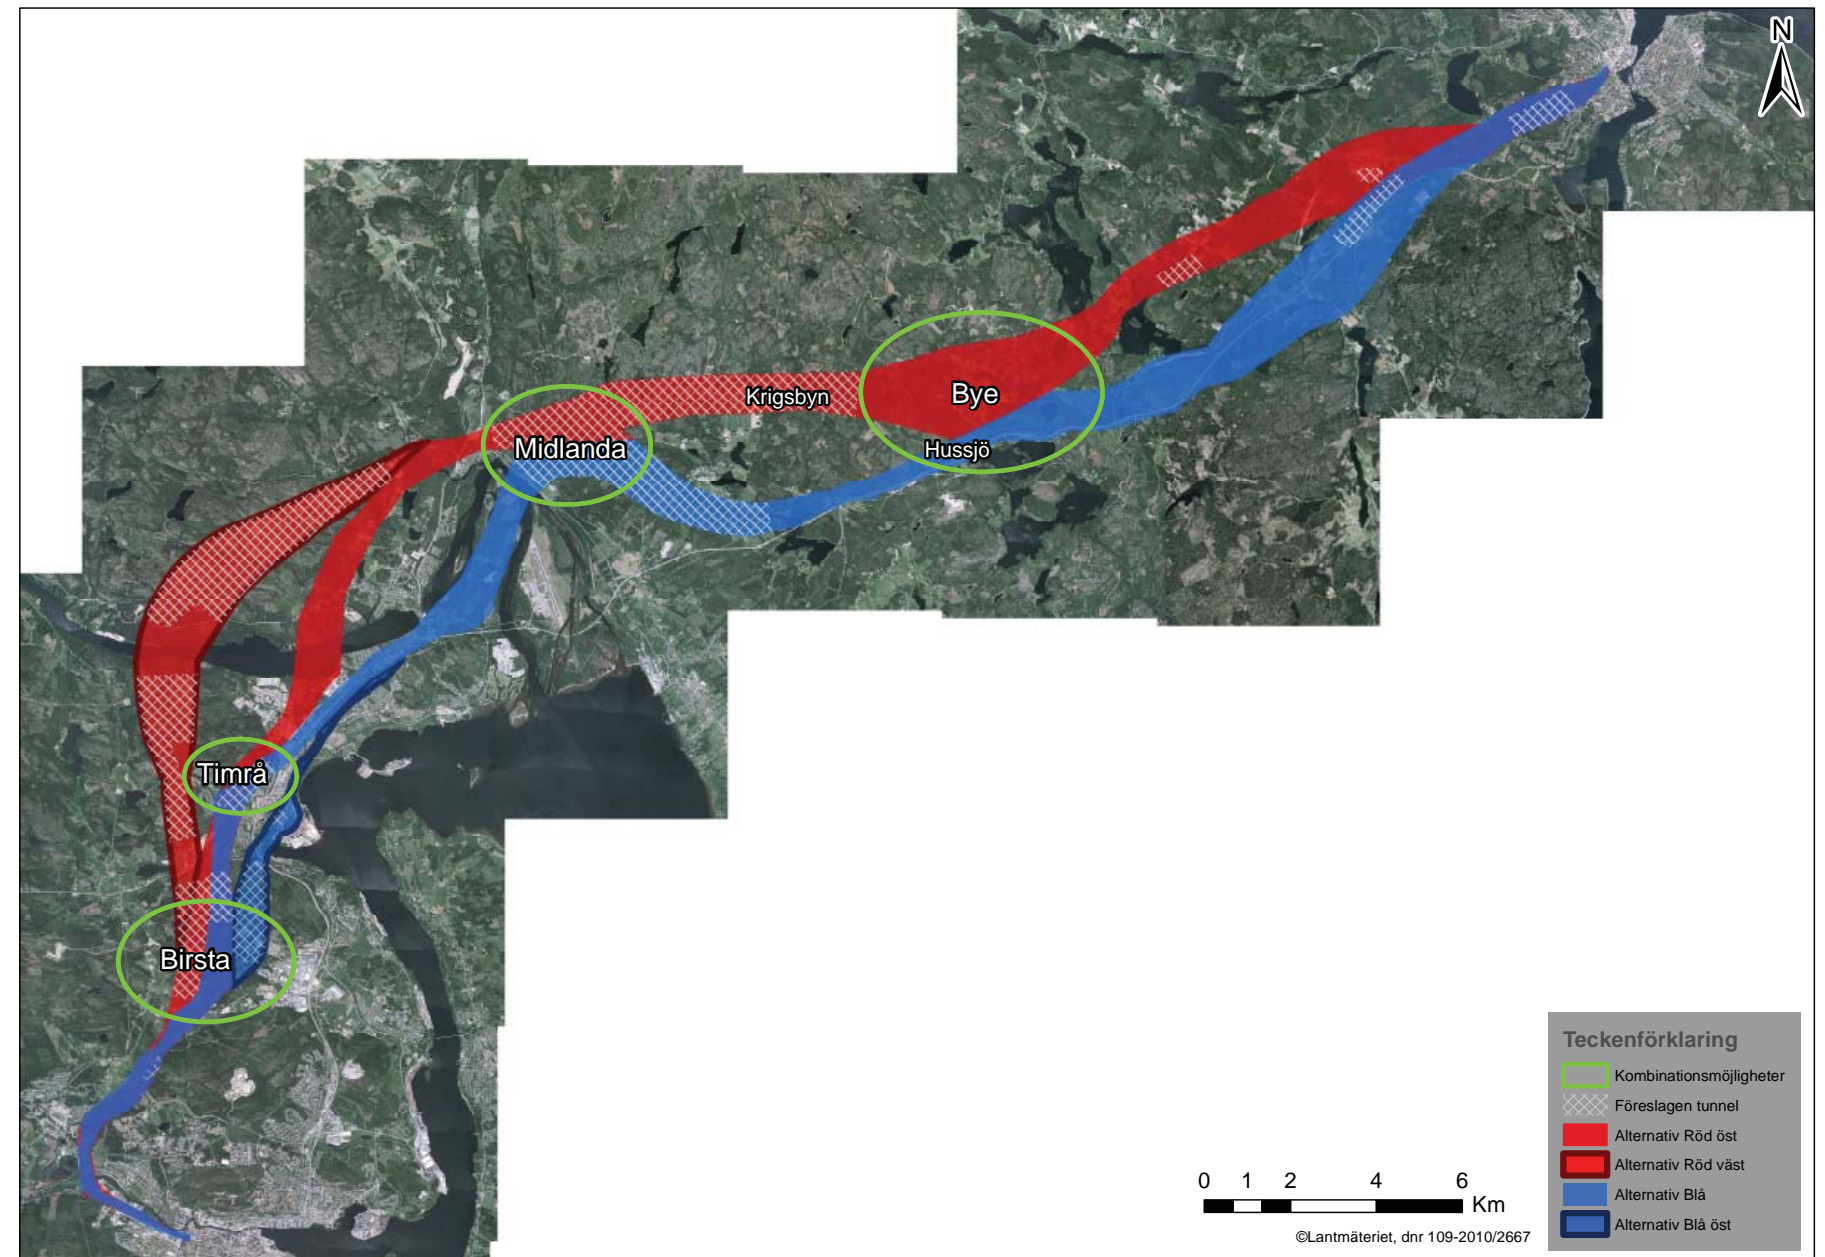 N
Krigsbyn
Bye
Midlanda
Hussjö
Timrå
Birsta
Teckenförklaring
Kombinationsmöjligheter
Föreslagen tunnel
Alternativ Röd öst
Alternativ Röd väst
Alternativ Blå
Alternativ Blå öst
0 1 2 4 6
Km
©Lantmäteriet, dnr 109-2010/2667